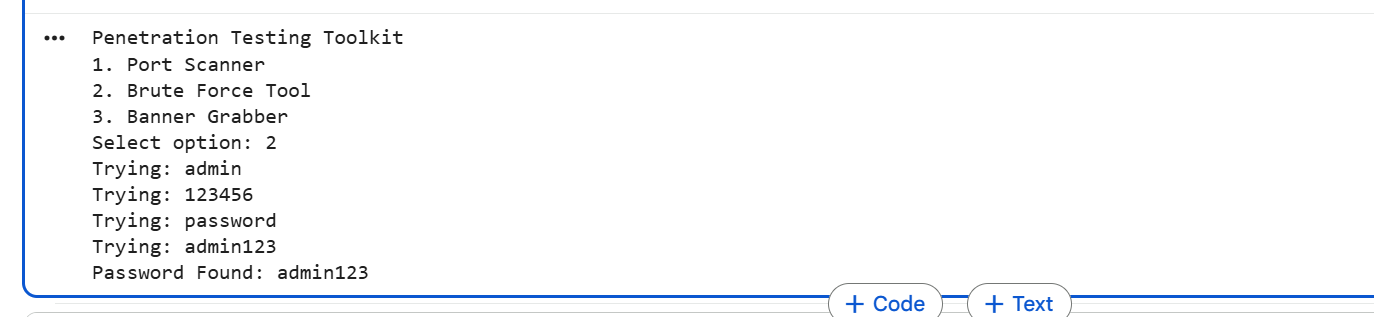 ••• Penetration Testing Toolkit
1. Port Scanner
2. Brute Force Tool
3. Banner Grabber
Select option: 2
Trying: admin
Trying: 123456
Trying: password
Trying: admin123
Password Found: admin123
+ Code + Text